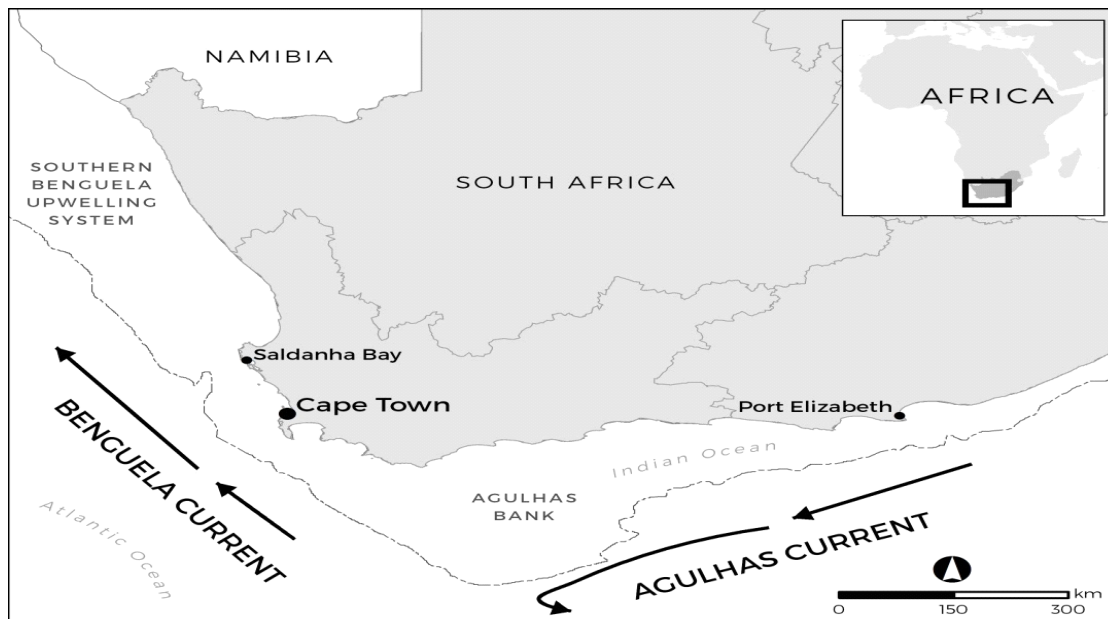 NAMIBIA
AFRICA
SOUTHERN
BENGUELA
UPWELLING
SYSTEM
SOUTH AFRICA
Saldanha Bay
Cape Town
Port Elizabeth
BENGUELA CURRENT
Indian Ocean
AGULHAS
BANK
Atlantic Ocean
AGULHAS CURRENT
km
0 150 300